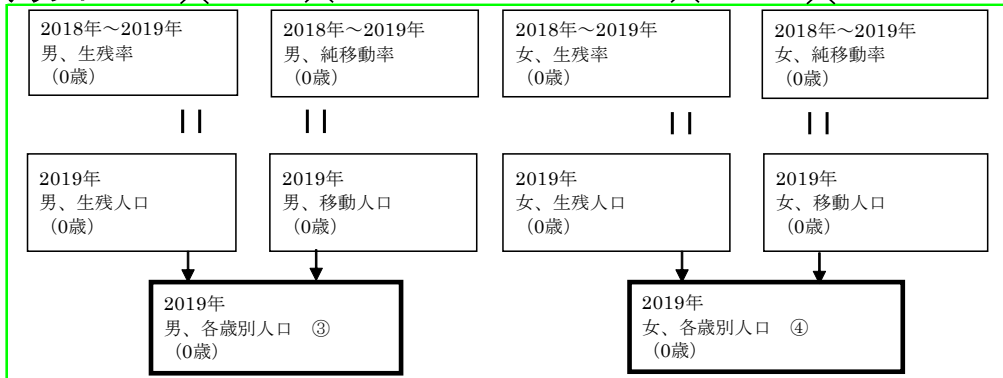 2018年～2019年
男、生残率
（0歳）
2018年～2019年
男、純移動率
（0歳）
2018年～2019年
女、生残率
（0歳）
2018年～2019年
女、純移動率
（0歳）
2019年
男、生残人口
（0歳）
2019年
男、移動人口
（0歳）
2019年
女、生残人口
（0歳）
2019年
女、移動人口
（0歳）
2019年
男、各歳別人口　③
（0歳）
2019年
女、各歳別人口　④
（0歳）